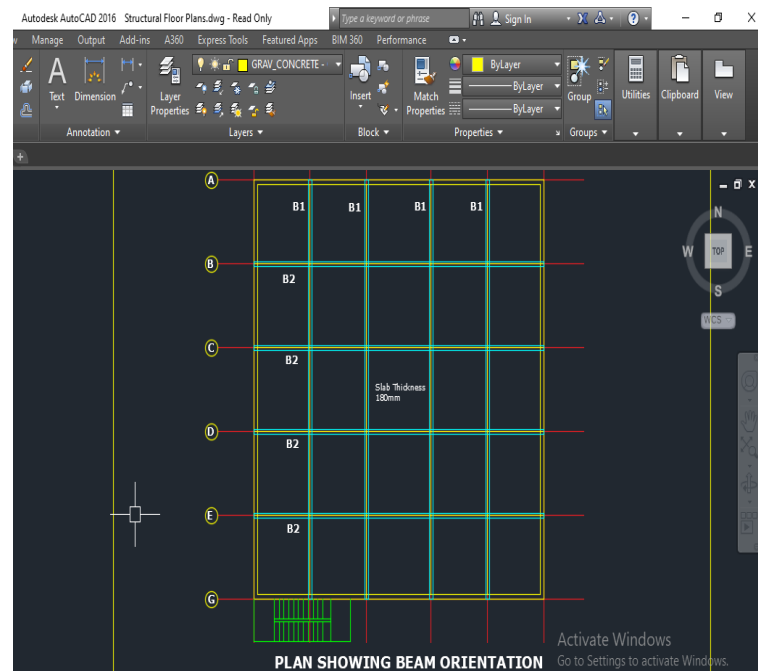 Autodesk AutoCAD 2016 Structural Floor Plans.dwg - Read Only
Type a keyword or phrase
Sign In
Manage Output Add-ins A360 Express Tools Featured Apps BIM 360 Performance
GRAV_CONCRETE -
ByLayer
ByLayer
ByLayer
Text Dimension
Layer
Properties
Insert
Match
Properties
Group
Utilities
Clipboard
View
Annotation
Layers
Block
Properties
Groups
A
B1 B1 B1 B1
N
W TOP E
S
WCS
B
B2
C
B2
Slab Thickness
180mm
D
B2
E
B2
G
PLAN SHOWING BEAM ORIENTATION
Activate Windows
Go to Settings to activate Windows.